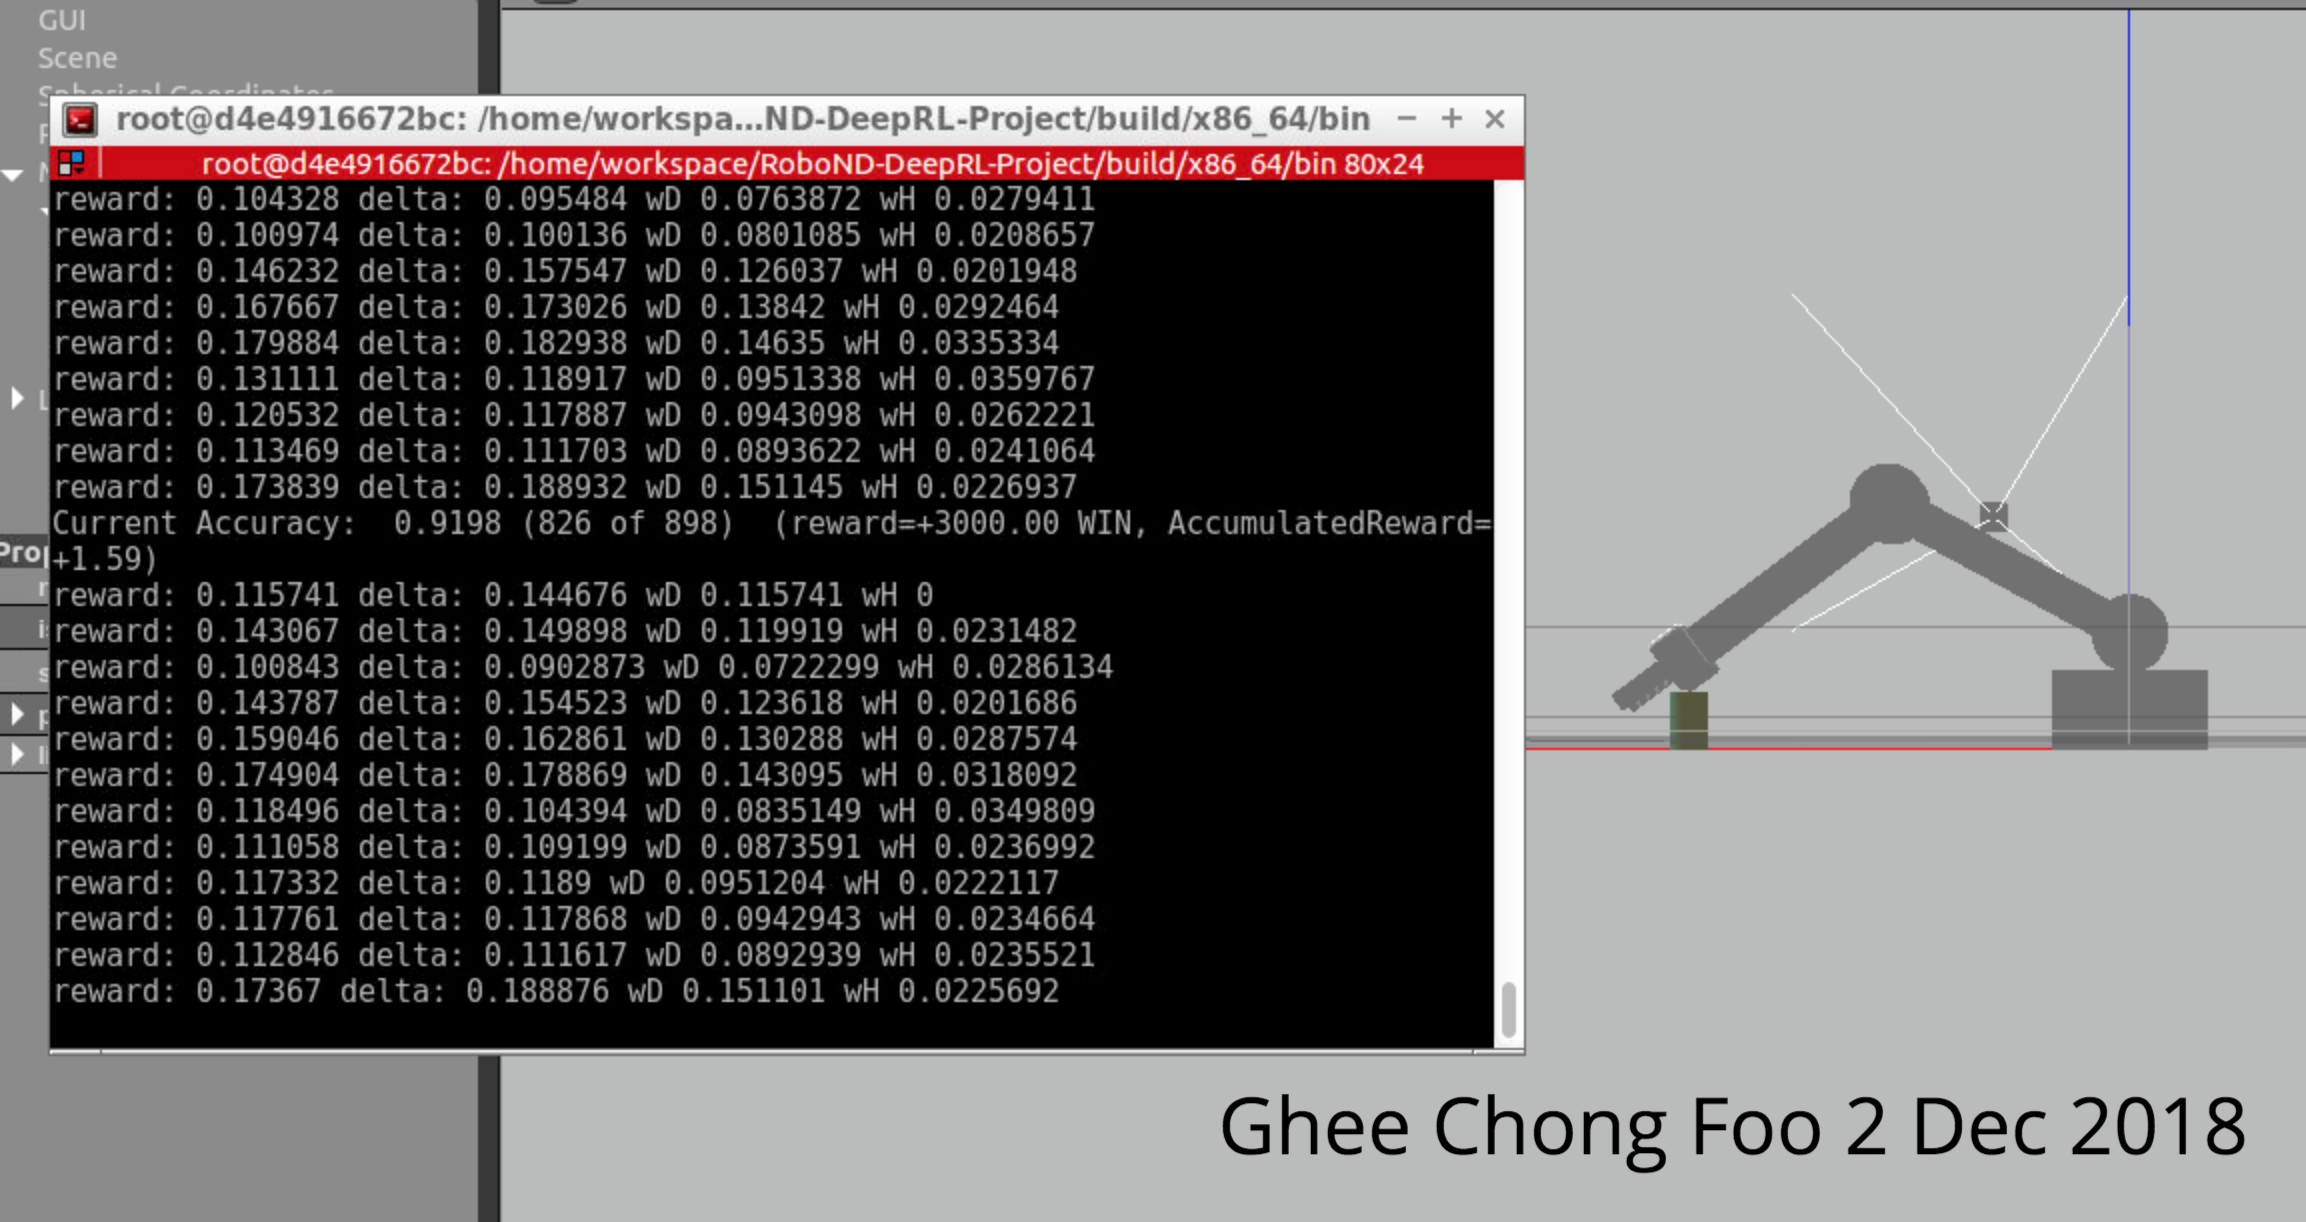 GUI
Scene
Spherical Coordinates
root@d4e4916672bc: /home/workspa...ND-DeepRL-Project/build/x86_64/bin
root@d4e4916672bc: /home/workspace/RoboND-DeepRL-Project/build/x86_64/bin 80x24
reward: 0.104328 delta: 0.095484 wD 0.0763872 wH 0.0279411
reward: 0.100974 delta: 0.100136 wD 0.0801085 wH 0.0208657
reward: 0.146232 delta: 0.157547 wD 0.126037 wH 0.0201948
reward: 0.167667 delta: 0.173026 wD 0.13842 wH 0.0292464
reward: 0.179884 delta: 0.182938 wD 0.14635 wH 0.0335334
reward: 0.131111 delta: 0.118917 wD 0.0951338 wH 0.0359767
reward: 0.120532 delta: 0.117887 wD 0.0943098 wH 0.0262221
reward: 0.113469 delta: 0.111703 wD 0.0893622 wH 0.0241064
reward: 0.173839 delta: 0.188932 wD 0.151145 wH 0.0226937
Current Accuracy:  0.9198 (826 of 898)  (reward=+3000.00 WIN, AccumulatedReward=
+1.59)
reward: 0.115741 delta: 0.144676 wD 0.115741 wH 0
reward: 0.143067 delta: 0.149898 wD 0.119919 wH 0.0231482
reward: 0.100843 delta: 0.0902873 wD 0.0722299 wH 0.0286134
reward: 0.143787 delta: 0.154523 wD 0.123618 wH 0.0201686
reward: 0.159046 delta: 0.162861 wD 0.130288 wH 0.0287574
reward: 0.174904 delta: 0.178869 wD 0.143095 wH 0.0318092
reward: 0.118496 delta: 0.104394 wD 0.0835149 wH 0.0349809
reward: 0.111058 delta: 0.109199 wD 0.0873591 wH 0.0236992
reward: 0.117332 delta: 0.1189 wD 0.0951204 wH 0.0222117
reward: 0.117761 delta: 0.117868 wD 0.0942943 wH 0.0234664
reward: 0.112846 delta: 0.111617 wD 0.0892939 wH 0.0235521
reward: 0.17367 delta: 0.188876 wD 0.151101 wH 0.0225692
Ghee Chong Foo 2 Dec 2018